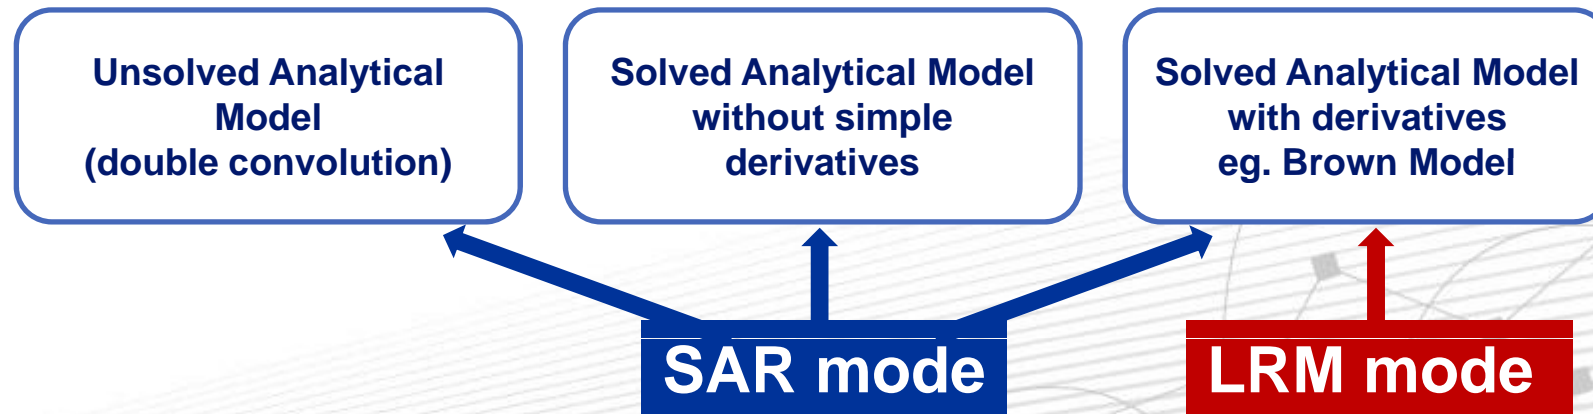 Unsolved Analytical
Model
(double convolution)
Solved Analytical Model
without simple
derivatives
Solved Analytical Model
with derivatives
eg. Brown Model
SAR mode
LRM mode